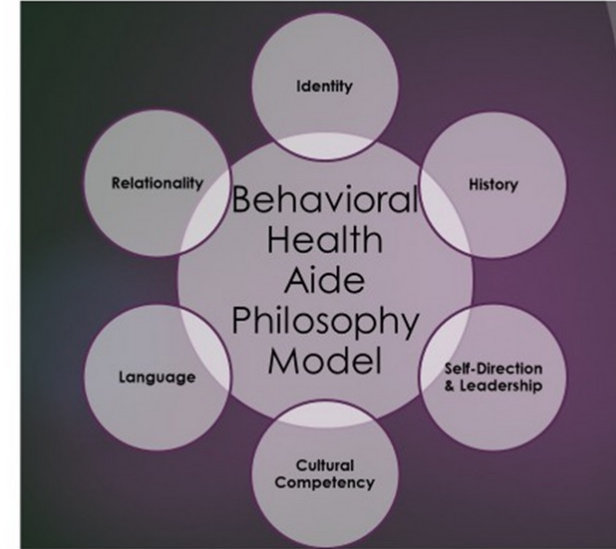 Identity
Relationality
History
Behavioral
Health
Aide
Philosophy
Model
Language
Self-Direction
& Leadership
Cultural
Competency